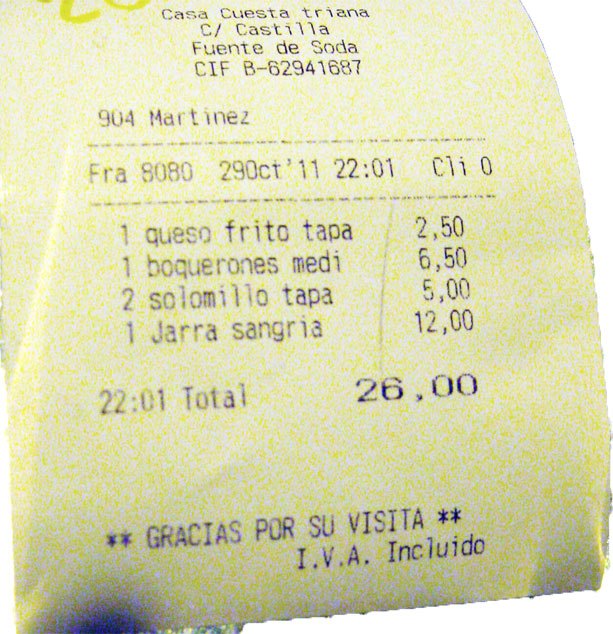 Casa Cuesta triana
C/ Castilla
Fuente de Soda
CIF B-62941687
904 Martinez
Fra 8080 29Oct'11 22:01 Cli 0
1 queso frito tapa 2,50
1 boquerones medi 6,50
2 solomillo tapa 5,00
1 Jarra sangria 12,00
22:01 Total 26,00
** GRACIAS POR SU VISITA **
I.V.A. Incluido